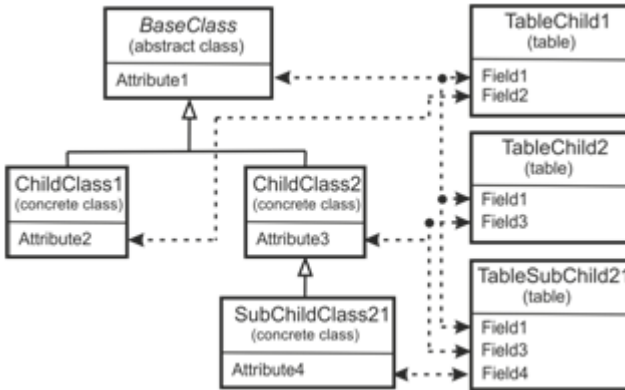 BaseClass
(abstract class)
Attribute1
TableChild1
(table)
Field1
Field2
ChildClass1
(concrete class)
Attribute2
ChildClass2
(concrete class)
Attribute3
TableChild2
(table)
Field1
Field3
SubChildClass21
(concrete class)
Attribute4
TableSubChild21
(table)
Field1
Field3
Field4